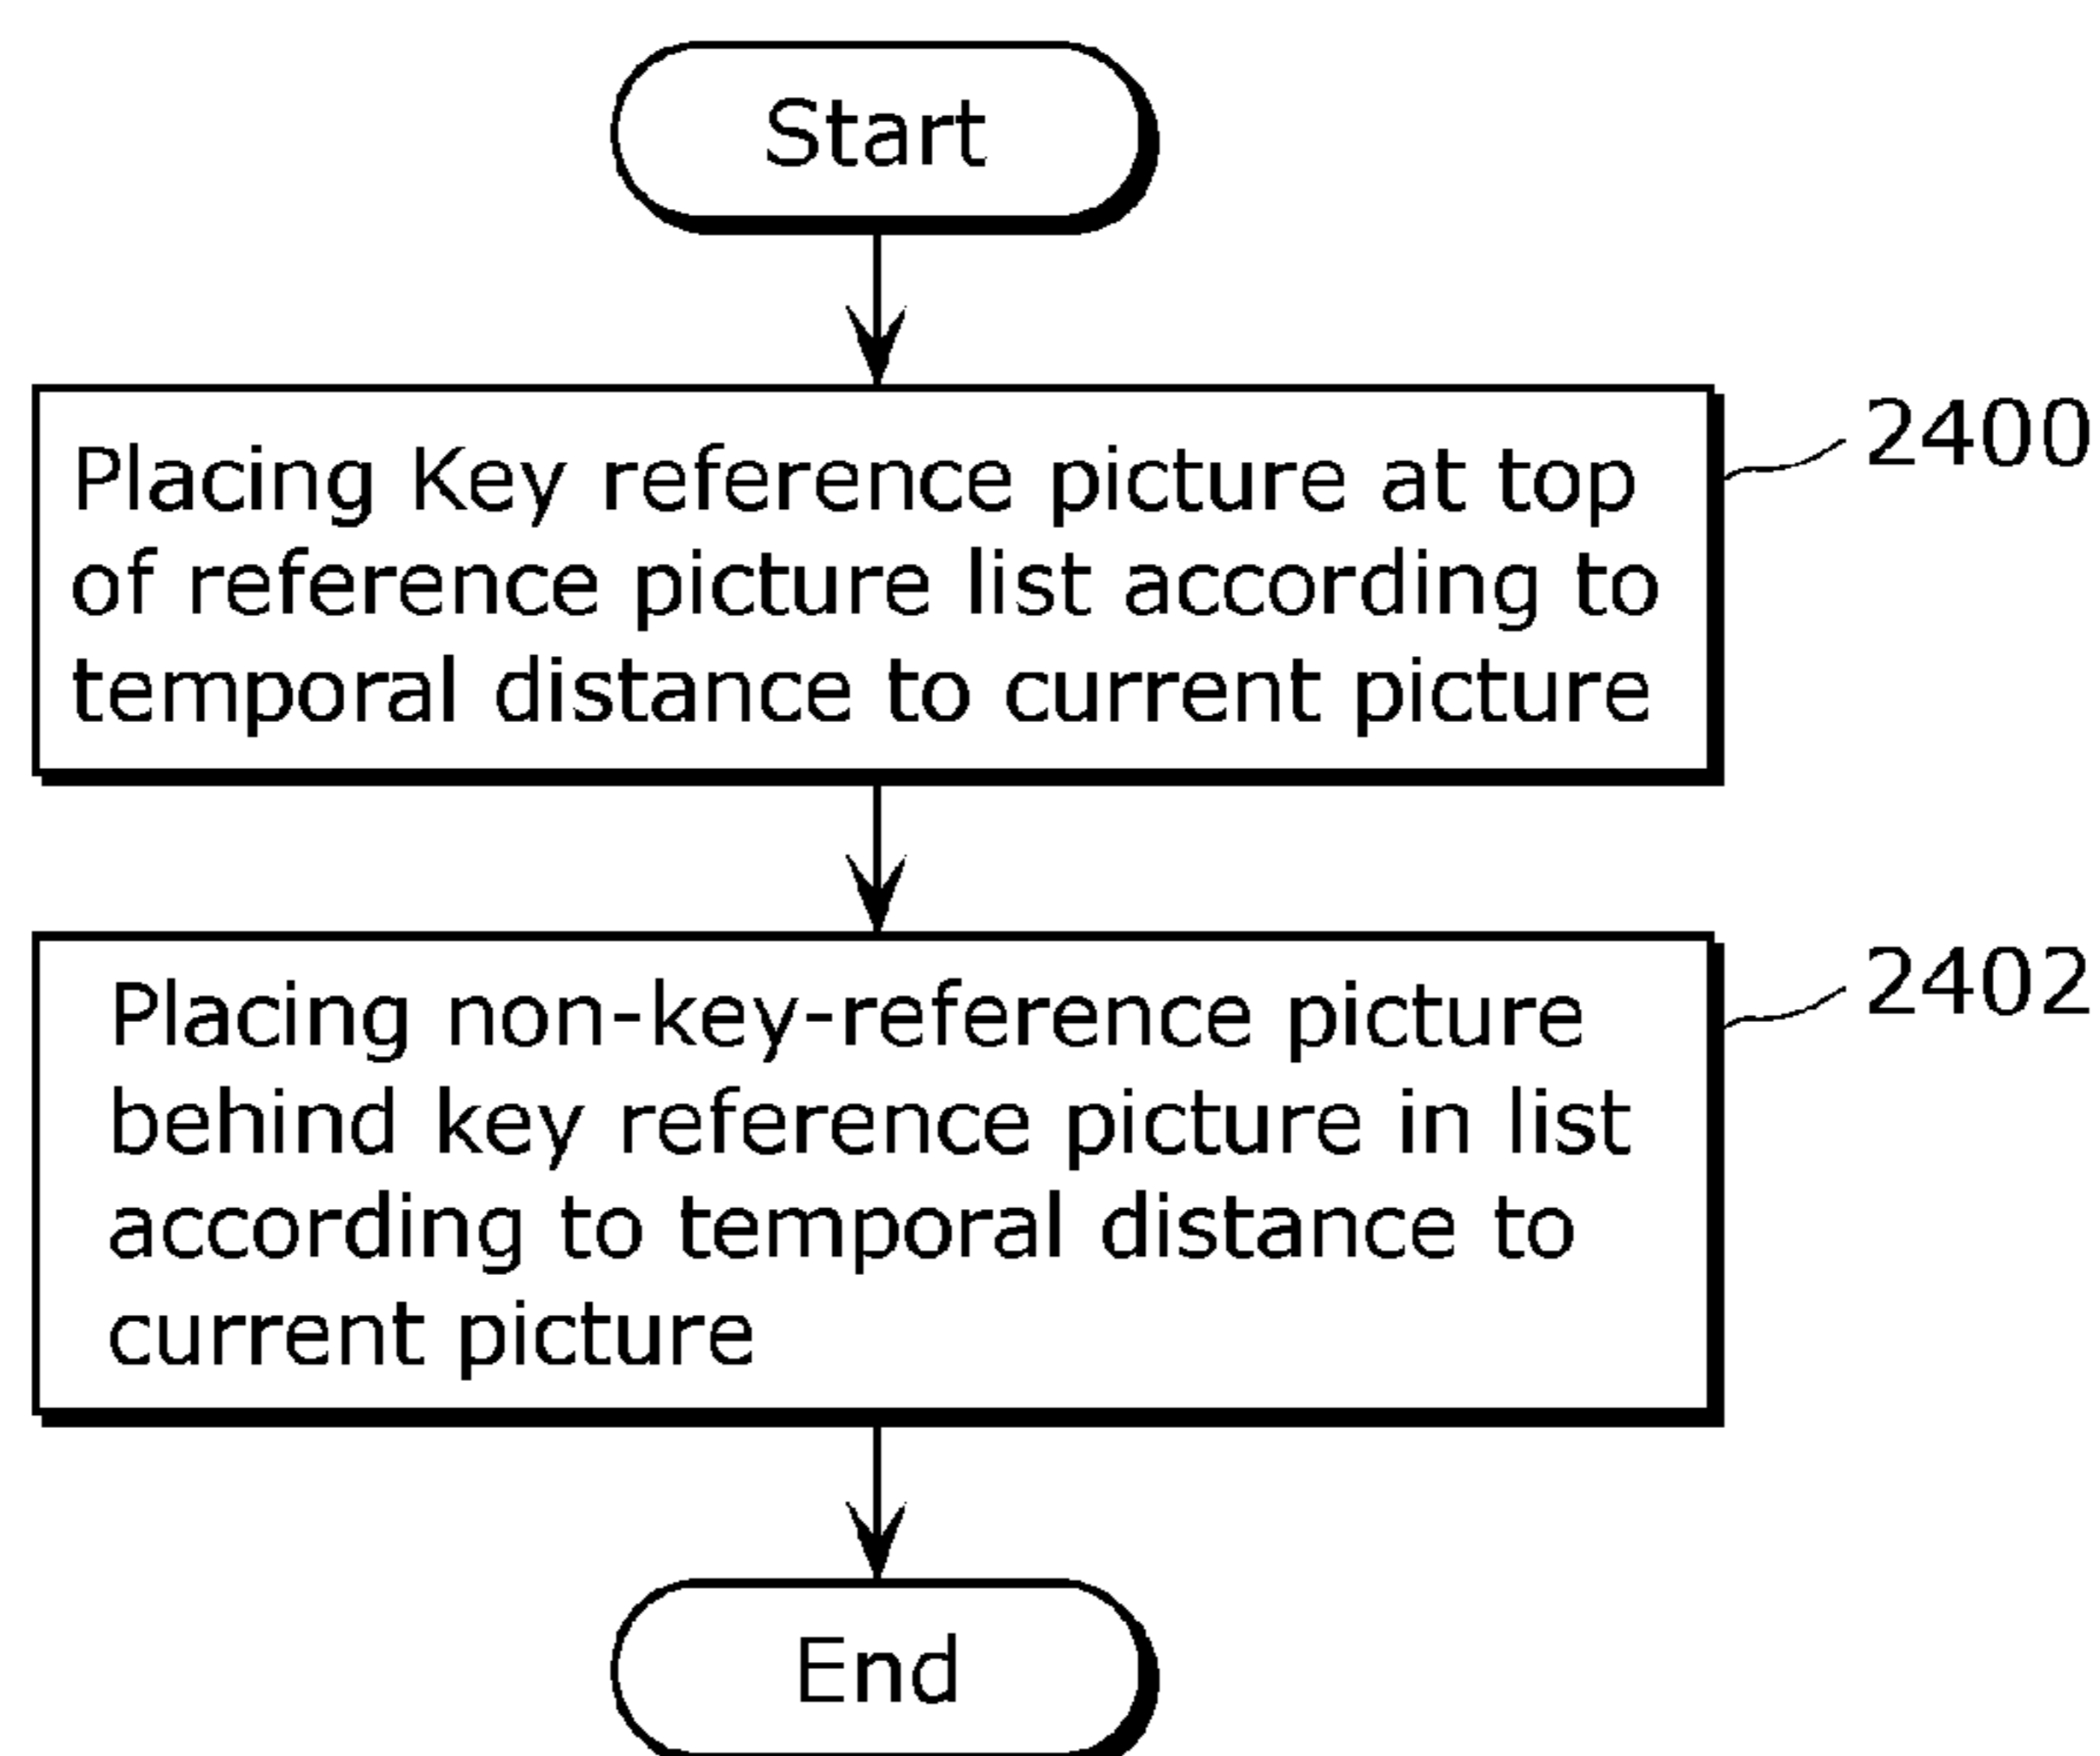 Start
Placing Key reference picture at top
of reference picture list according to
temporal distance to current picture
2400
Placing non-key-reference picture
behind key reference picture in list
according to temporal distance to
current picture
2402
End